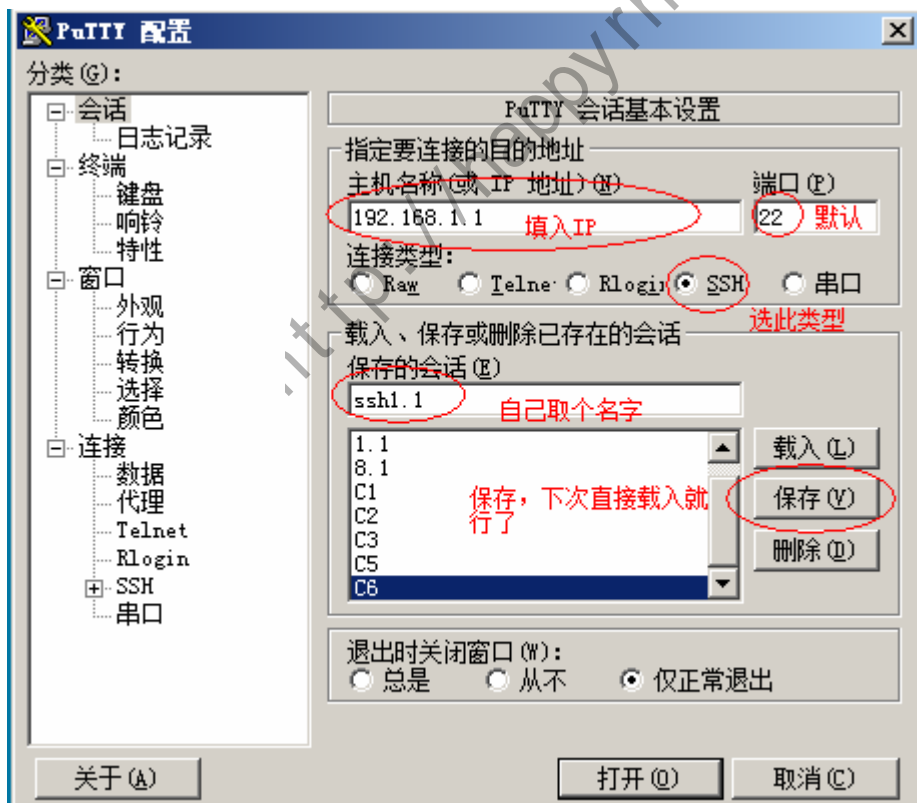 PuTTY 配置
分类(G):
会话
日志记录
终端
键盘
响铃
特性
窗口
外观
行为
转换
选择
颜色
连接
数据
代理
Telnet
Rlogin
SSH
串口
PuTTY 会话基本设置
指定要连接的目的地址
主机名称(或 IP 地址)(N) 端口(P)
192.168.1.1 填入IP 22 默认
连接类型:
Raw Telne Rlogin SSH 串口
选此类型
载入、保存或删除已存在的会话
保存的会话(E)
ssh1.1 自己取个名字
1.1
8.1
C1
C2
C3
C5
C6
保存，下次直接载入就
行了
载入(L)
保存(V)
删除(D)
退出时关闭窗口(W):
总是 从不 仅正常退出
关于(A) 打开(O) 取消(C)